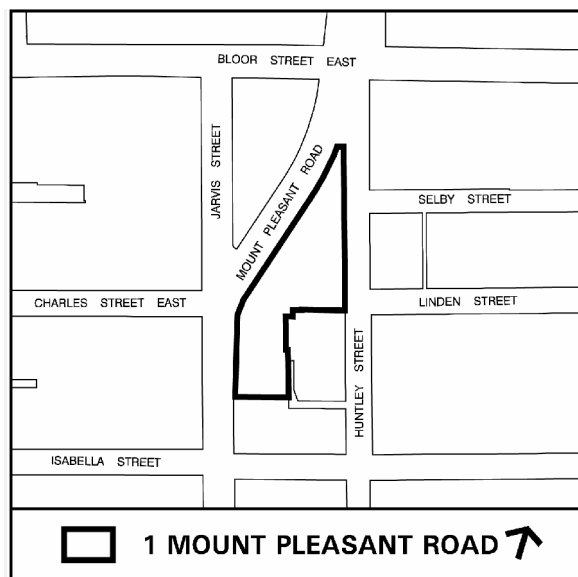 BLOOR STREET EAST
JARVIS STREET
MOUNT PLEASANT ROAD
SELBY STREET
CHARLES STREET EAST
LINDEN STREET
HUNTLEY STREET
ISABELLA STREET
1 MOUNT PLEASANT ROAD